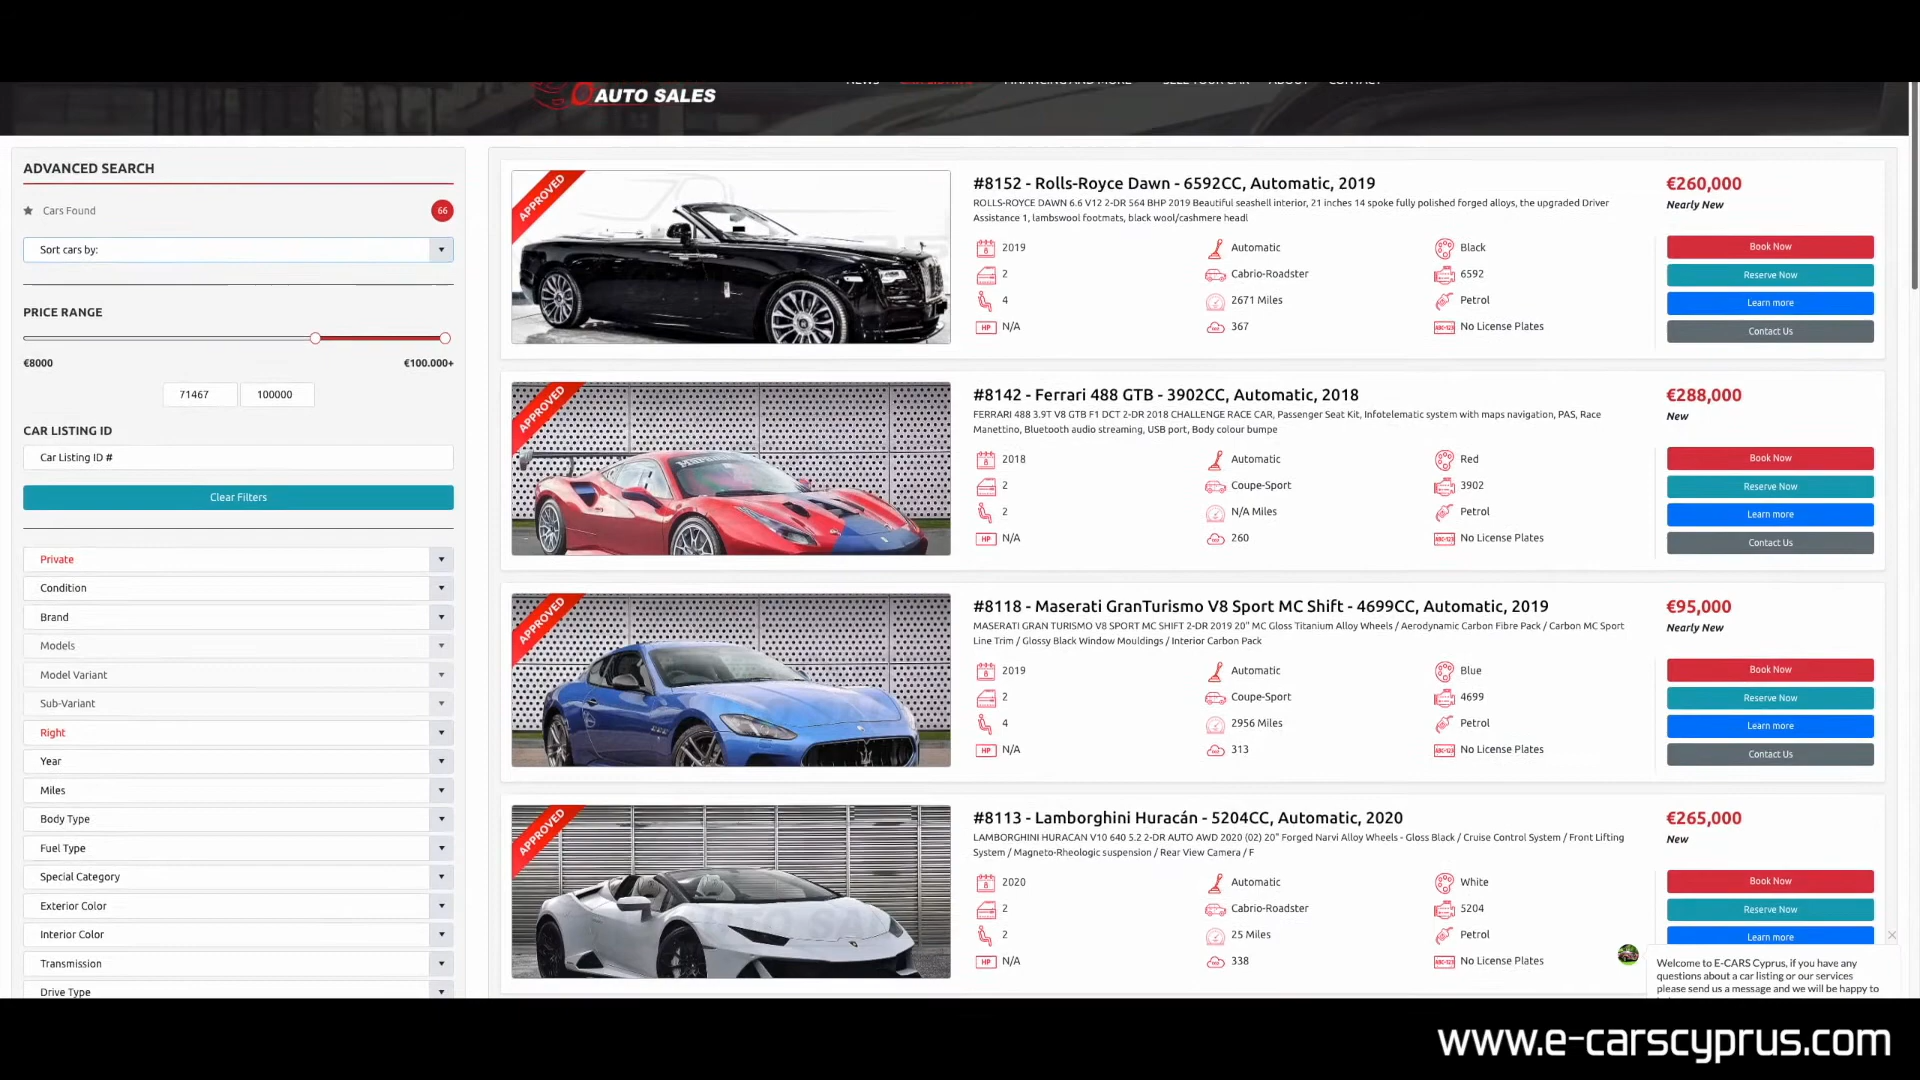 AUTO SALES
ADVANCED SEARCH
Cars Found
66
Sort cars by:
PRICE RANGE
€8000
€100.000+
71467
100000
CAR LISTING ID
Car Listing ID #
Clear Filters
Private
Condition
Brand
Models
Model Variant
Sub-Variant
Right
Year
Miles
Body Type
Fuel Type
Special Category
Exterior Color
Interior Color
Transmission
Drive Type
APPROVED
#8152 - Rolls-Royce Dawn - 6592CC, Automatic, 2019
ROLLS-ROYCE DAWN 6.6 V12 2-DR 564 BHP 2019 Beautiful seashell interior, 21 inches 14 spoke fully polished forged alloys, the upgraded Driver
Assistance 1, lambswool footmats, black wool/cashmere headl
2019
Automatic
Black
2
Cabrio-Roadster
6592
4
2671 Miles
Petrol
HP N/A
367
No License Plates
€260,000
Nearly New
Book Now
Reserve Now
Learn more
Contact Us
APPROVED
#8142 - Ferrari 488 GTB - 3902CC, Automatic, 2018
FERRARI 488 3.9T V8 GTB F1 DCT 2-DR 2018 CHALLENGE RACE CAR, Passenger Seat Kit, Infotelematic system with maps navigation, PAS, Race
Manettino, Bluetooth audio streaming, USB port, Body colour bumpe
2018
Automatic
Red
2
Coupe-Sport
3902
2
N/A Miles
Petrol
HP N/A
260
No License Plates
€288,000
New
Book Now
Reserve Now
Learn more
Contact Us
APPROVED
#8118 - Maserati GranTurismo V8 Sport MC Shift - 4699CC, Automatic, 2019
MASERATI GRAN TURISMO V8 SPORT MC SHIFT 2-DR 2019 20" MC Gloss Titanium Alloy Wheels / Aerodynamic Carbon Fibre Pack / Carbon MC Sport
Line Trim / Glossy Black Window Mouldings / Interior Carbon Pack
2019
Automatic
Blue
2
Coupe-Sport
4699
4
2956 Miles
Petrol
HP N/A
313
No License Plates
€95,000
Nearly New
Book Now
Reserve Now
Learn more
Contact Us
APPROVED
#8113 - Lamborghini Huracán - 5204CC, Automatic, 2020
LAMBORGHINI HURACAN V10 640 5.2 2-DR AUTO AWD 2020 (02) 20" Forged Narvi Alloy Wheels - Gloss Black / Cruise Control System / Front Lifting
System / Magneto-Rheologic suspension / Rear View Camera / F
2020
Automatic
White
2
Cabrio-Roadster
5204
2
25 Miles
Petrol
HP N/A
338
No License Plates
€265,000
New
Book Now
Reserve Now
Learn more
Welcome to E-CARS Cyprus, if you have any
questions about a car listing or our services
please send us a message and we will be happy to
www.e-carscyprus.com